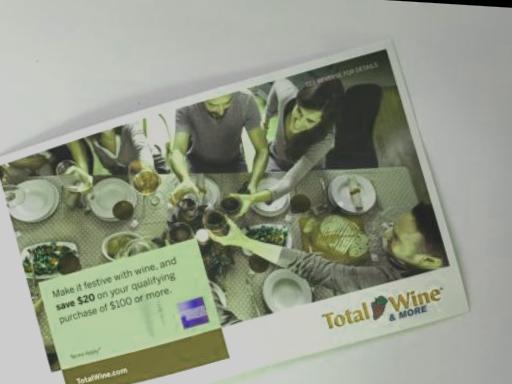 SEE REVERSE FOR DETAILS
Make it festive with wine, and
save $20 on your qualifying
purchase of $100 or more.
Terms Apply*
TotalWine.com
Total Wine
& MORE